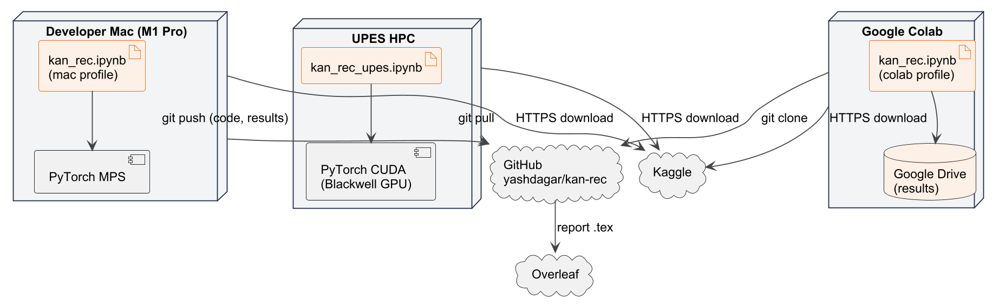 Developer Mac (M1 Pro)
kan_rec.ipynb
(mac profile)
PyTorch MPS
UPES HPC
kan_rec_upes.ipynb
PyTorch CUDA
(Blackwell GPU)
Google Colab
kan_rec.ipynb
(colab profile)
Google Drive
(results)
git push (code, results)
git pull
HTTPS download
HTTPS download
git clone
HTTPS download
GitHub
yashdagar/kan-rec
Kaggle
report .tex
Overleaf